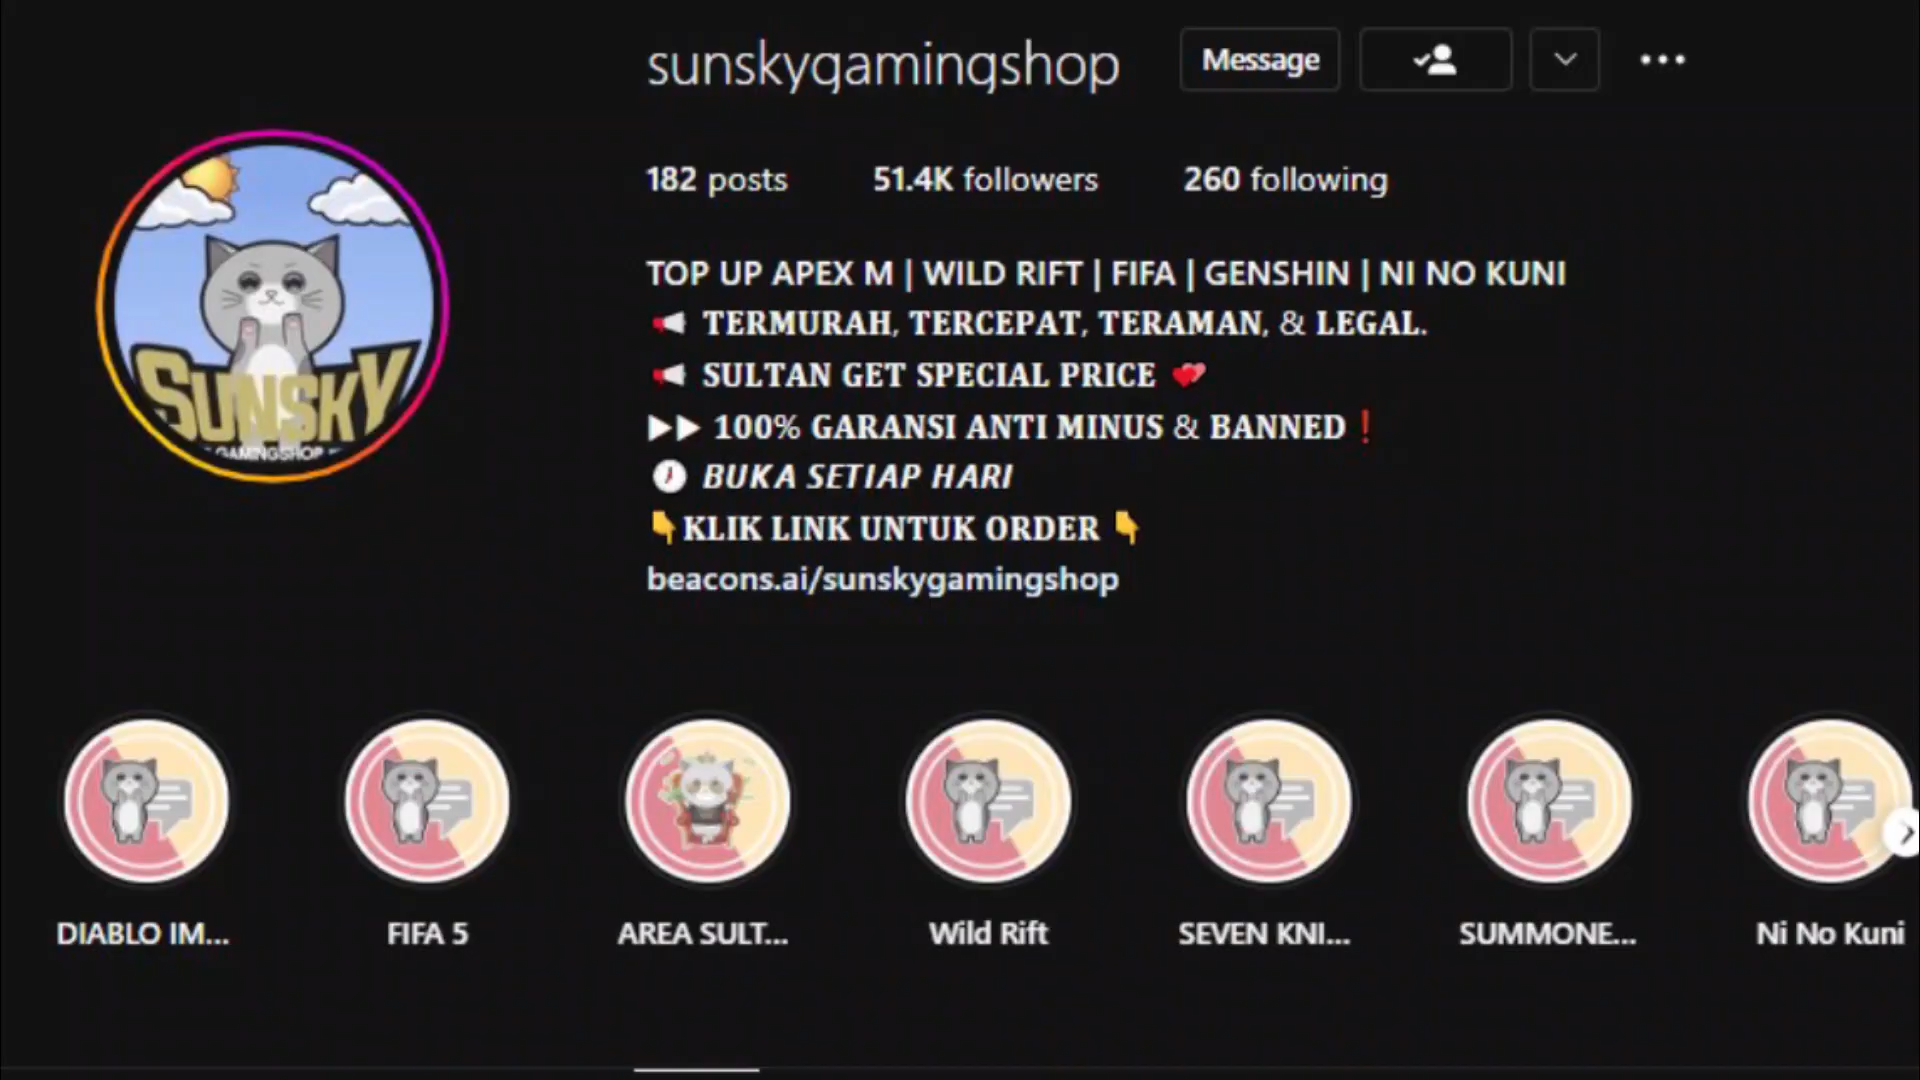 sunskygamingshop
Message
182 posts 51.4K followers 260 following
TOP UP APEX M | WILD RIFT | FIFA | GENSHIN | NI NO KUNI
TERMURAH, TERCEPAT, TERAMAN, & LEGAL.
SULTAN GET SPECIAL PRICE 💕
▶▶ 100% GARANSI ANTI MINUS & BANNED❗
BUKA SETIAP HARI
👇KLIK LINK UNTUK ORDER 👇
beacons.ai/sunskygamingshop
SUNSKY
GAMINGSHOP
DIABLO IM... FIFA 5 AREA SULT... Wild Rift SEVEN KNI... SUMMONE... Ni No Kuni